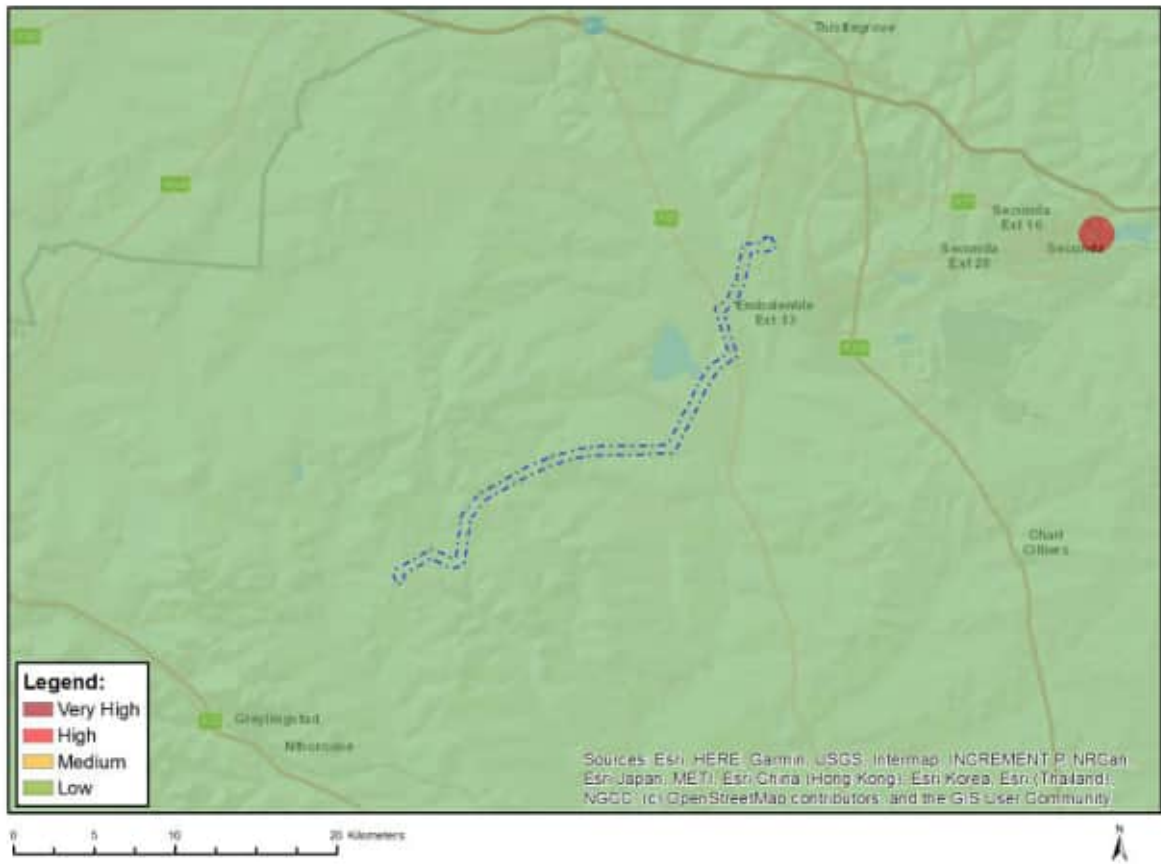 Secunda
Ext 16
Secunda
Ext 20
Secunda
Embalenhle
Ext 13
Charl
Cilliers
Greylingstad
Legend:
Very High
High
Medium
Low
Sources: Esri, HERE, Garmin, USGS, Intermap, INCREMENT P, NRCan,
Esri Japan, METI, Esri China (Hong Kong), Esri Korea, Esri (Thailand),
NGCC, (c) OpenStreetMap contributors, and the GIS User Community
0 5 10 20 Kilometers
N